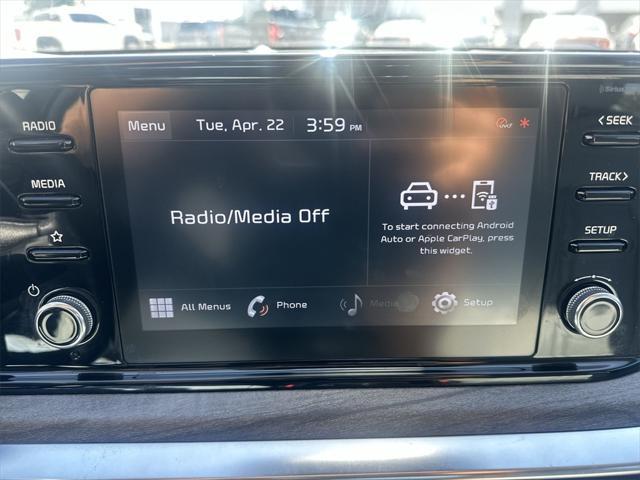 SiriusXM
RADIO
Menu
Tue, Apr. 22
3:59 PM
<SEEK
MEDIA
TRACK>
Radio/Media Off
To start connecting Android
Auto or Apple CarPlay, press
this widget.
SETUP
All Menus
Phone
Media
Setup